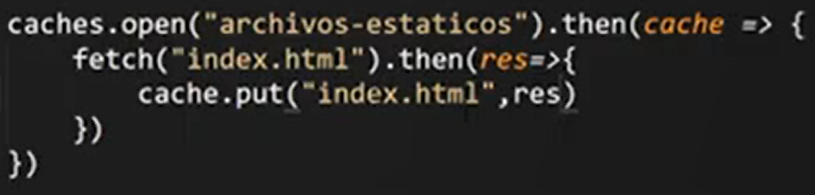 caches.open("archivos-estaticos").then(cache => {
    fetch("index.html").then(res=>{
        cache.put("index.html",res)
    })
})